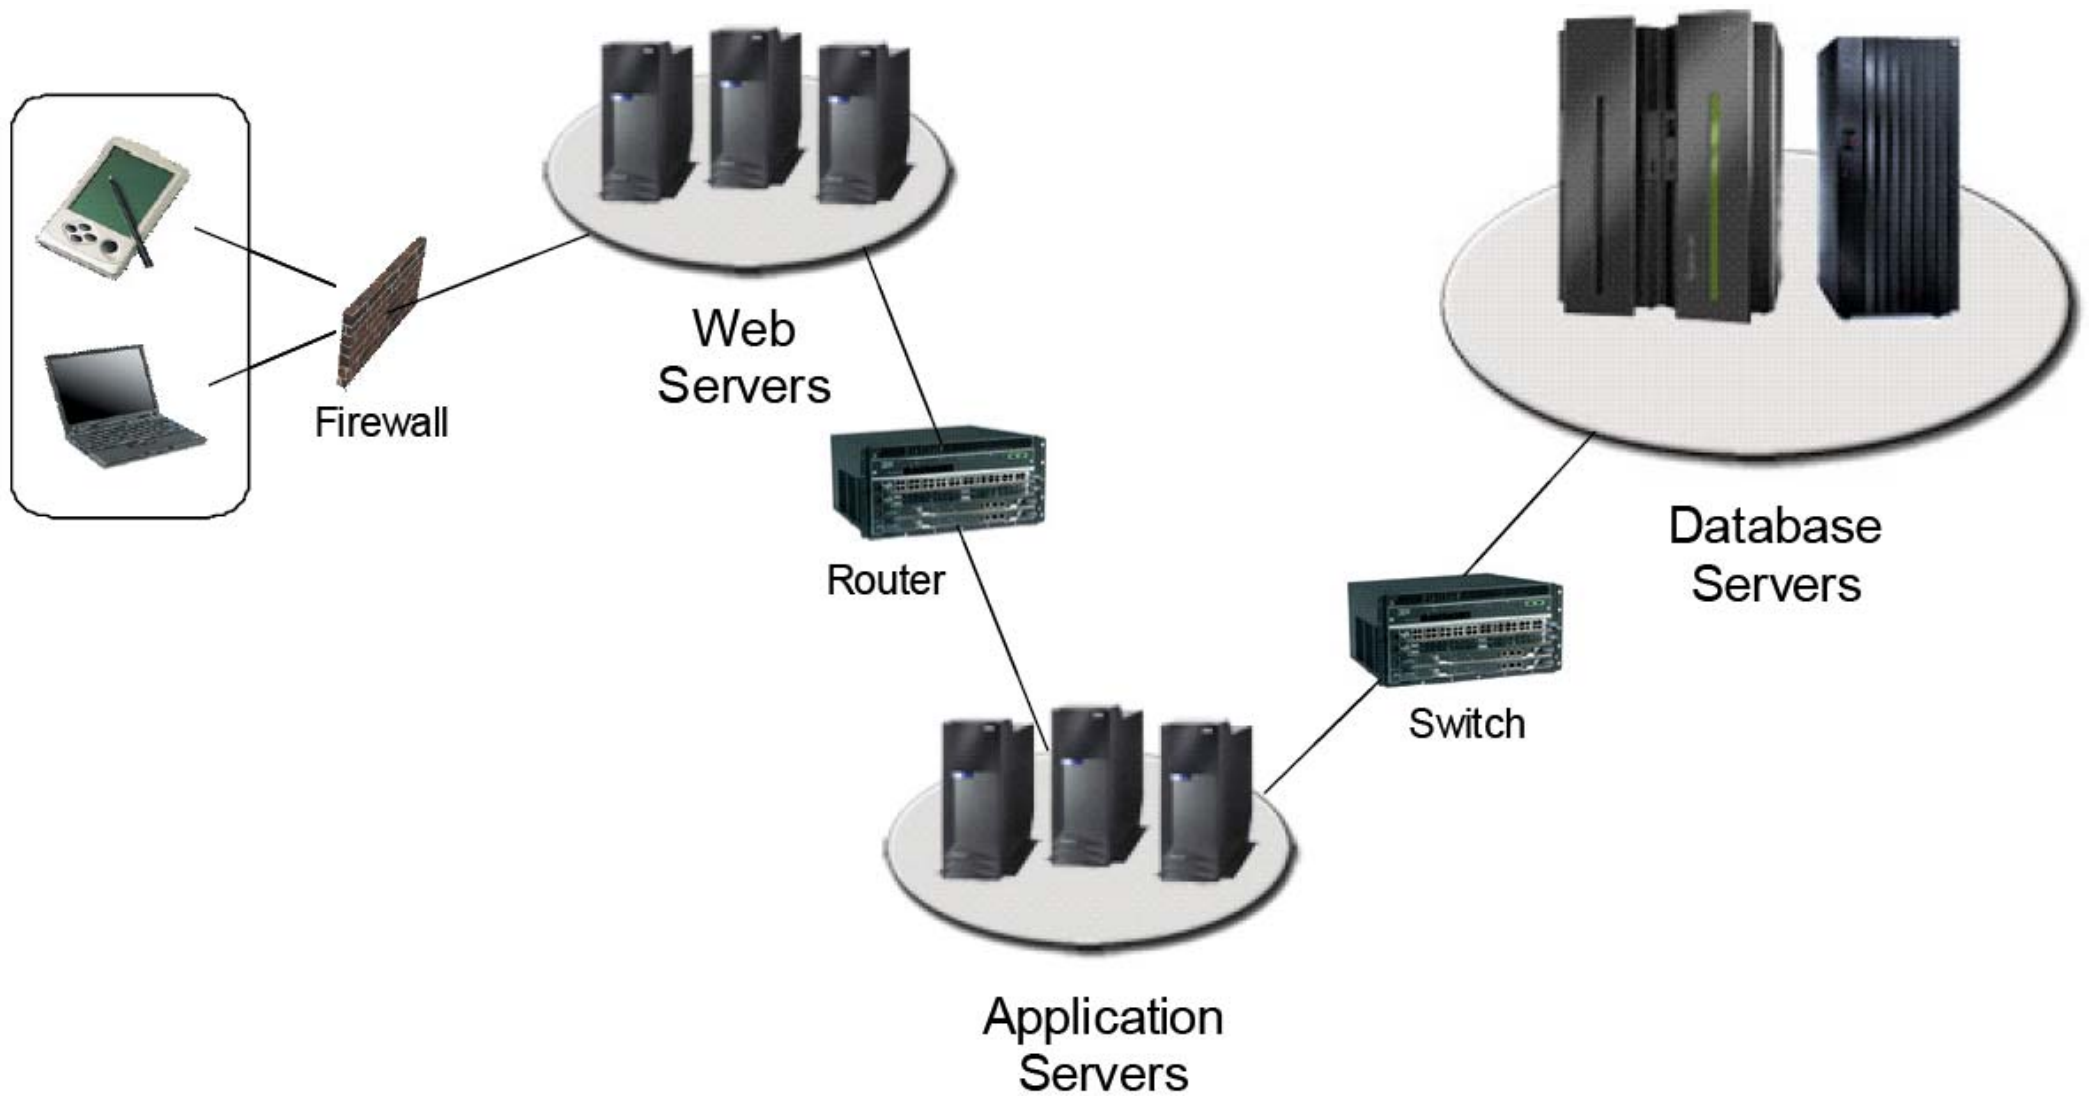 Firewall
Web
Servers
Router
Application
Servers
Switch
Database
Servers